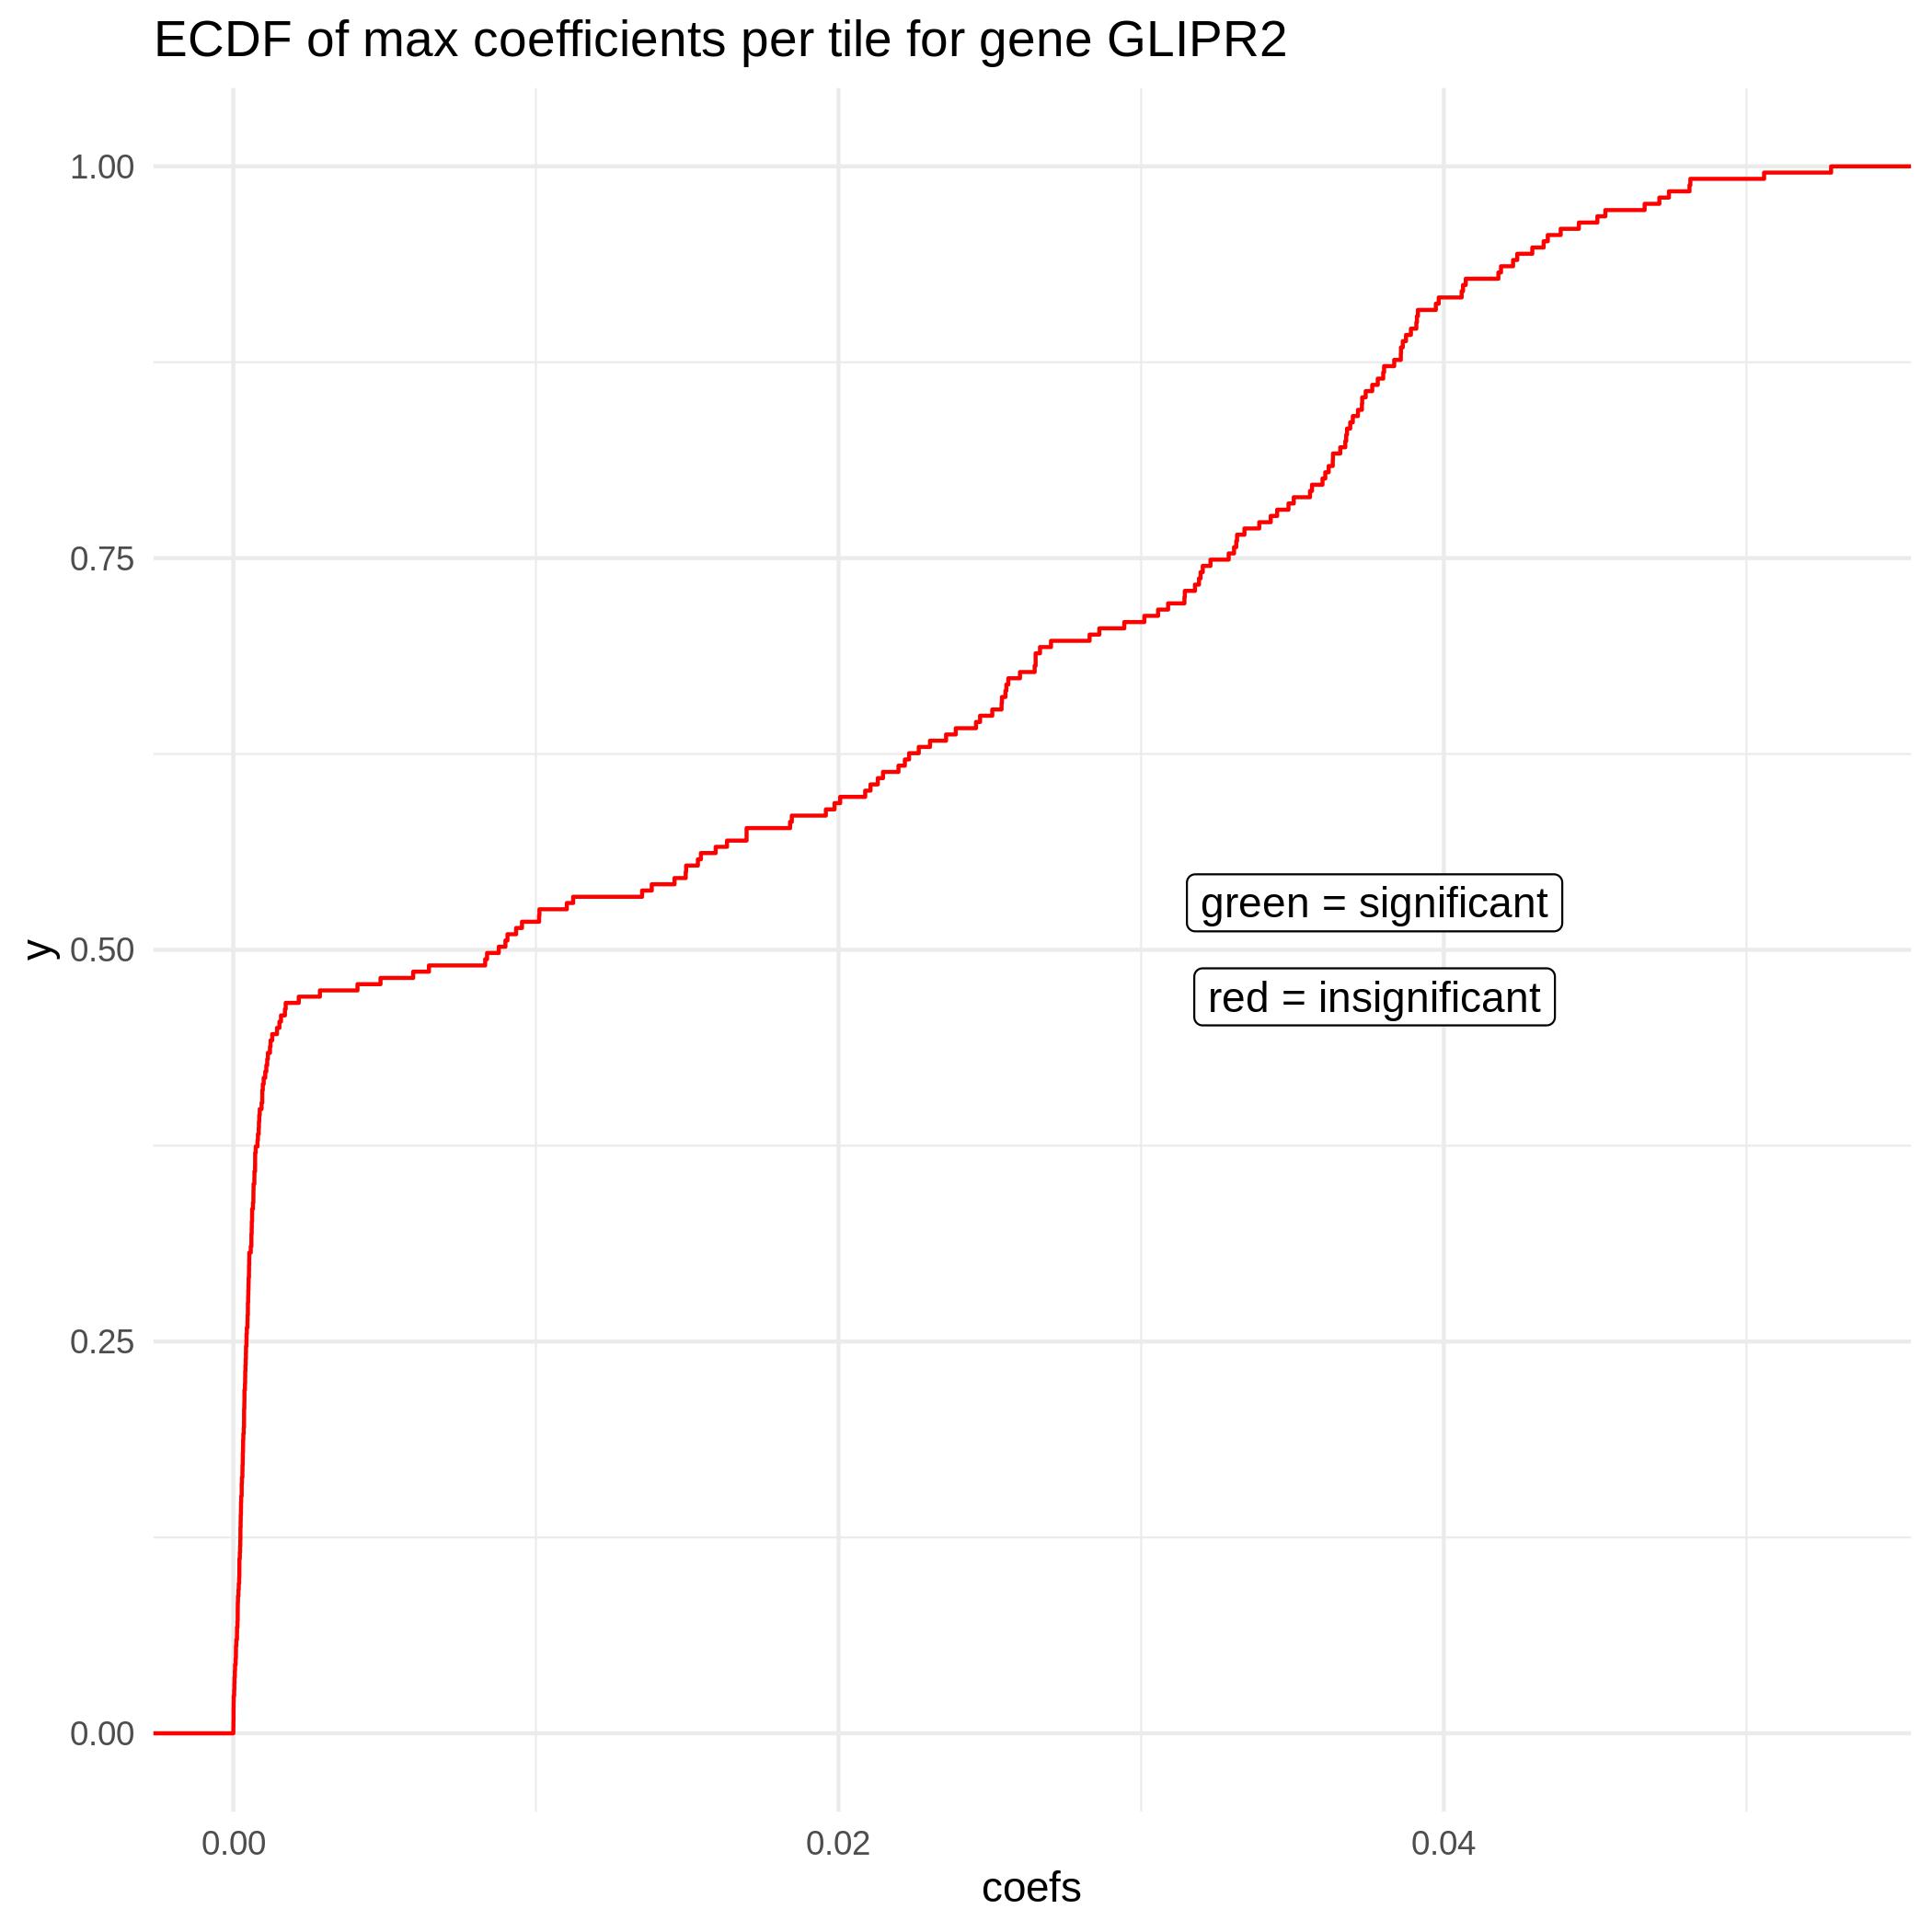 ECDF of max coefficients per tile for gene GLIPR2
1.00
0.75
0.50
0.25
0.00
y
green = significant
red = insignificant
0.00
0.02
0.04
coefs